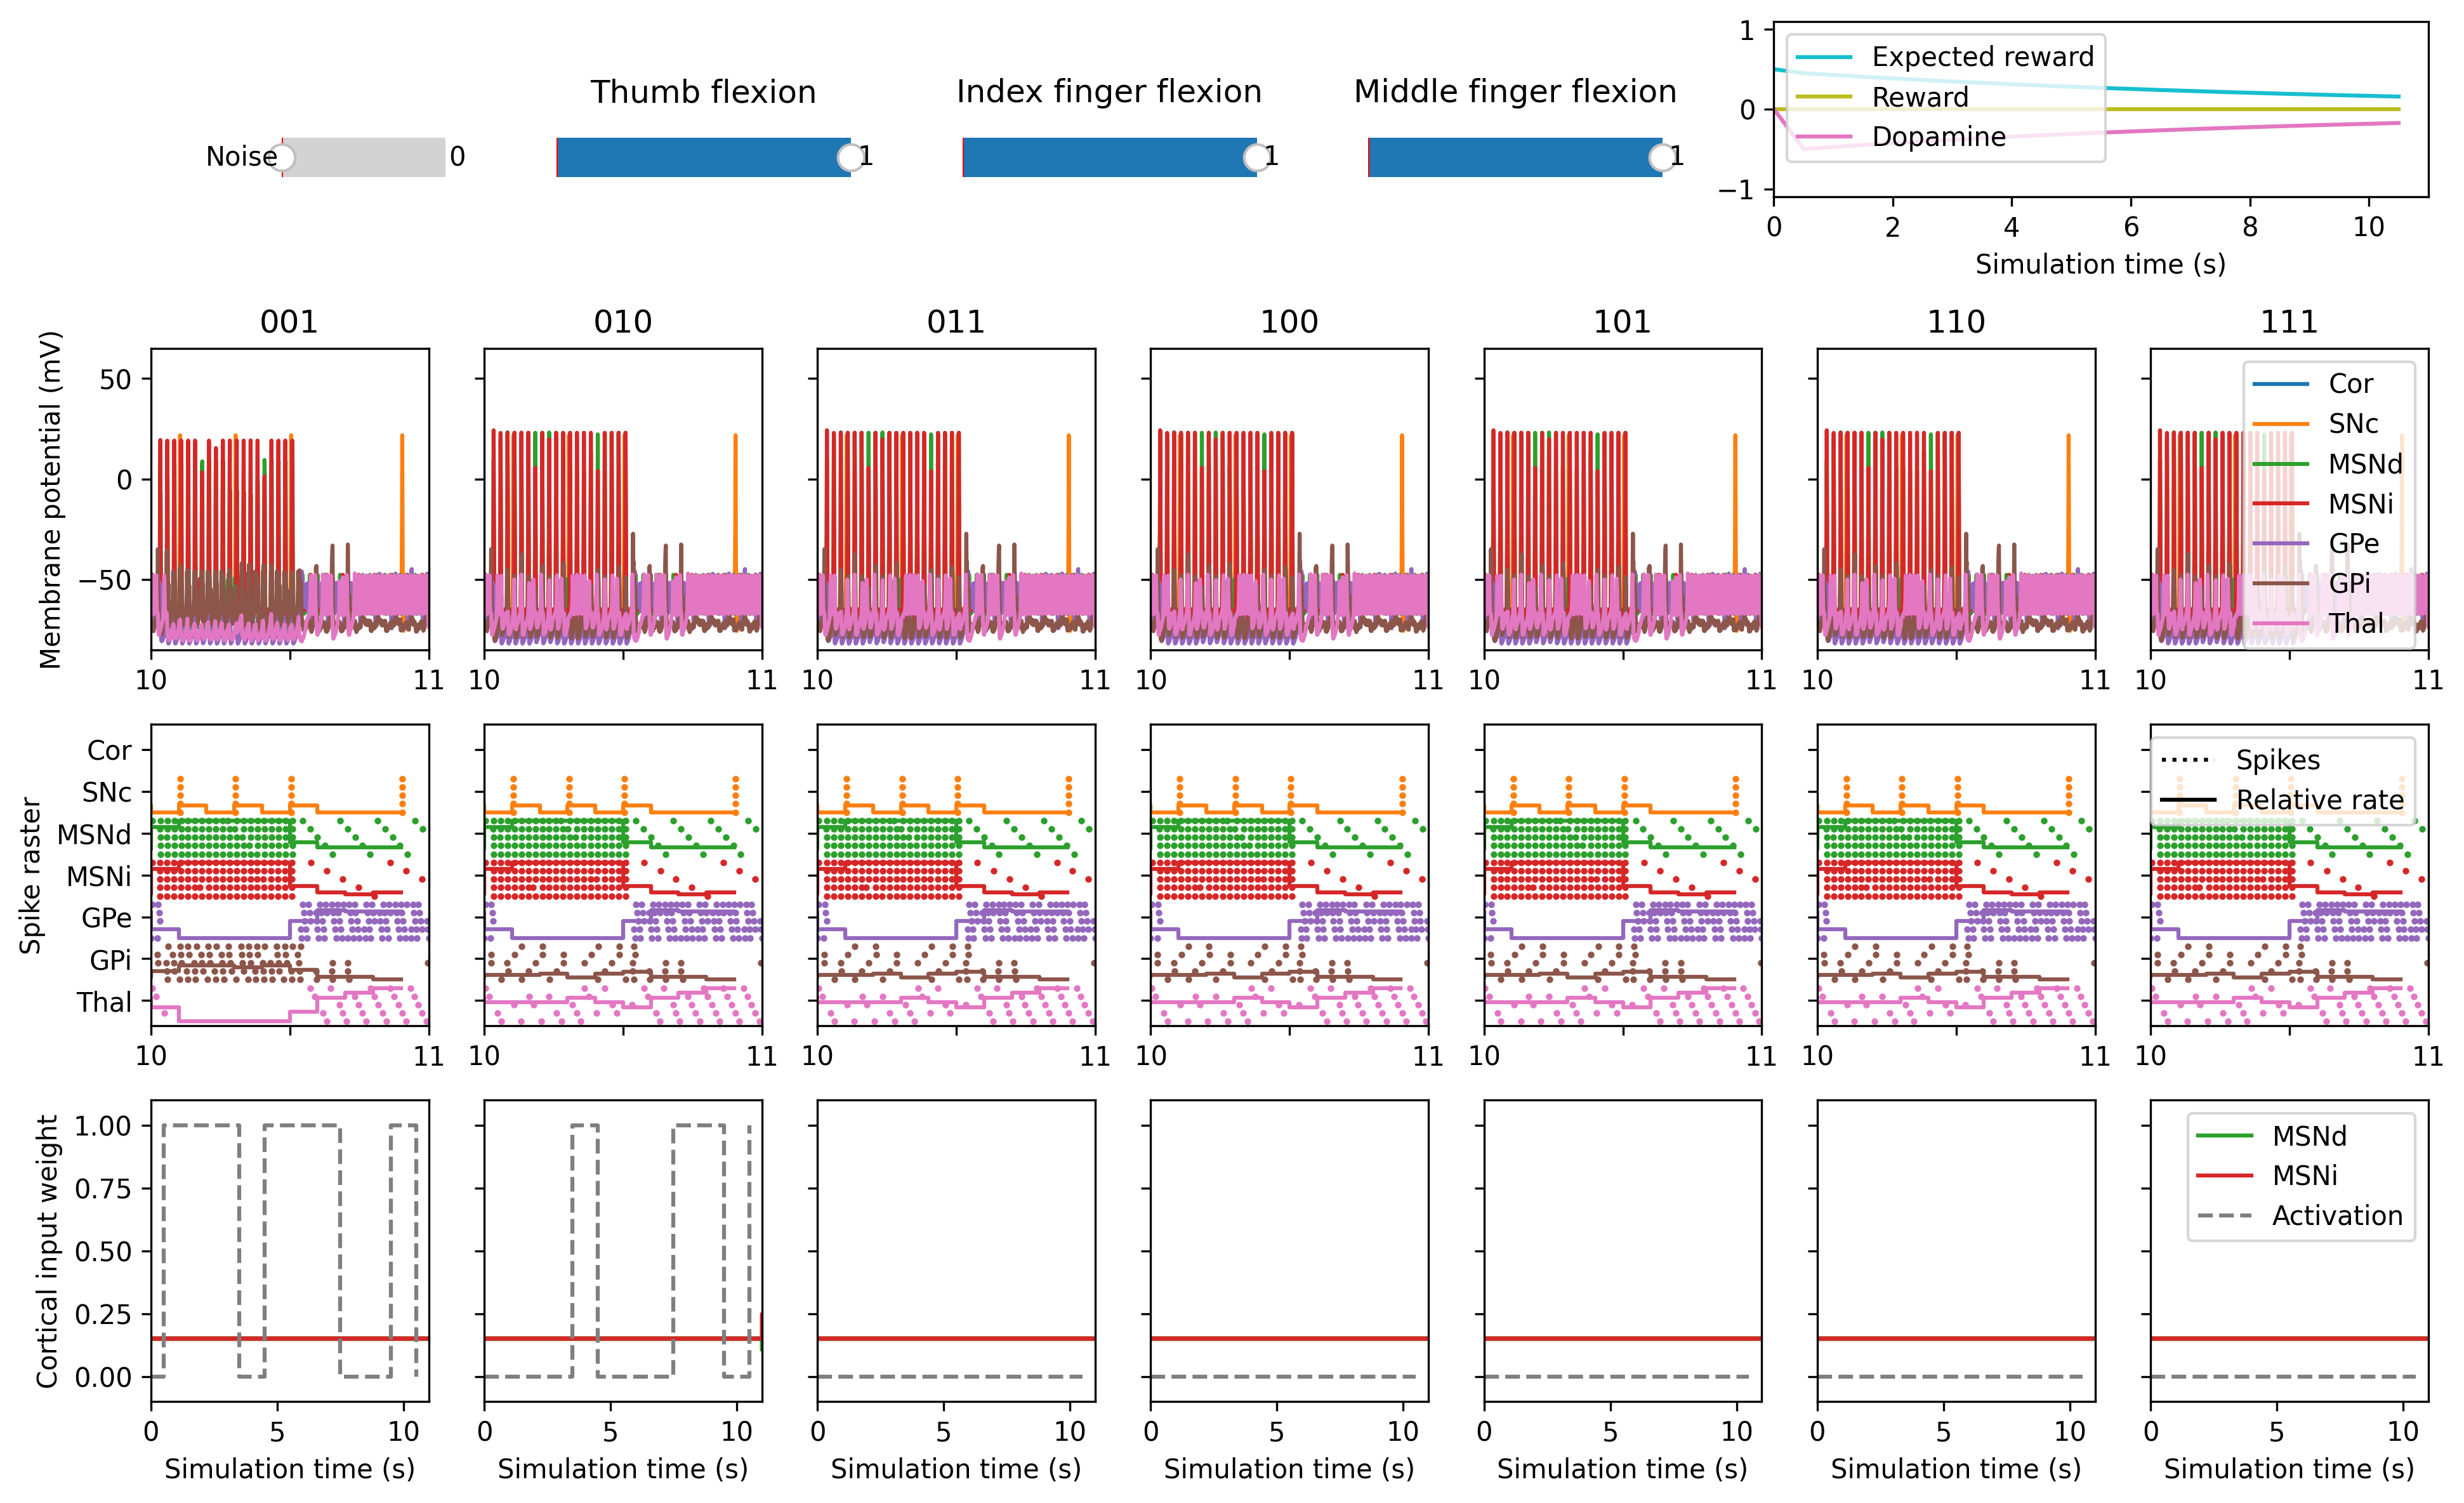 Thumb flexion
Index finger flexion
Middle finger flexion
Noise
0
1
1
1
1
0
−1
Expected reward
Reward
Dopamine
0 2 4 6 8 10
Simulation time (s)
001 010 011 100 101 110 111
Membrane potential (mV)
50
0
−50
Cor
SNc
MSNd
MSNi
GPe
GPi
Thal
10 11 10 11 10 11 10 11 10 11 10 11 10 11
Spike raster
Cor
SNc
MSNd
MSNi
GPe
GPi
Thal
Spikes
Relative rate
10 11 10 11 10 11 10 11 10 11 10 11 10 11
Cortical input weight
1.00
0.75
0.50
0.25
0.00
MSNd
MSNi
Activation
0 5 10 0 5 10 0 5 10 0 5 10 0 5 10 0 5 10 0 5 10
Simulation time (s) Simulation time (s) Simulation time (s) Simulation time (s) Simulation time (s) Simulation time (s) Simulation time (s)